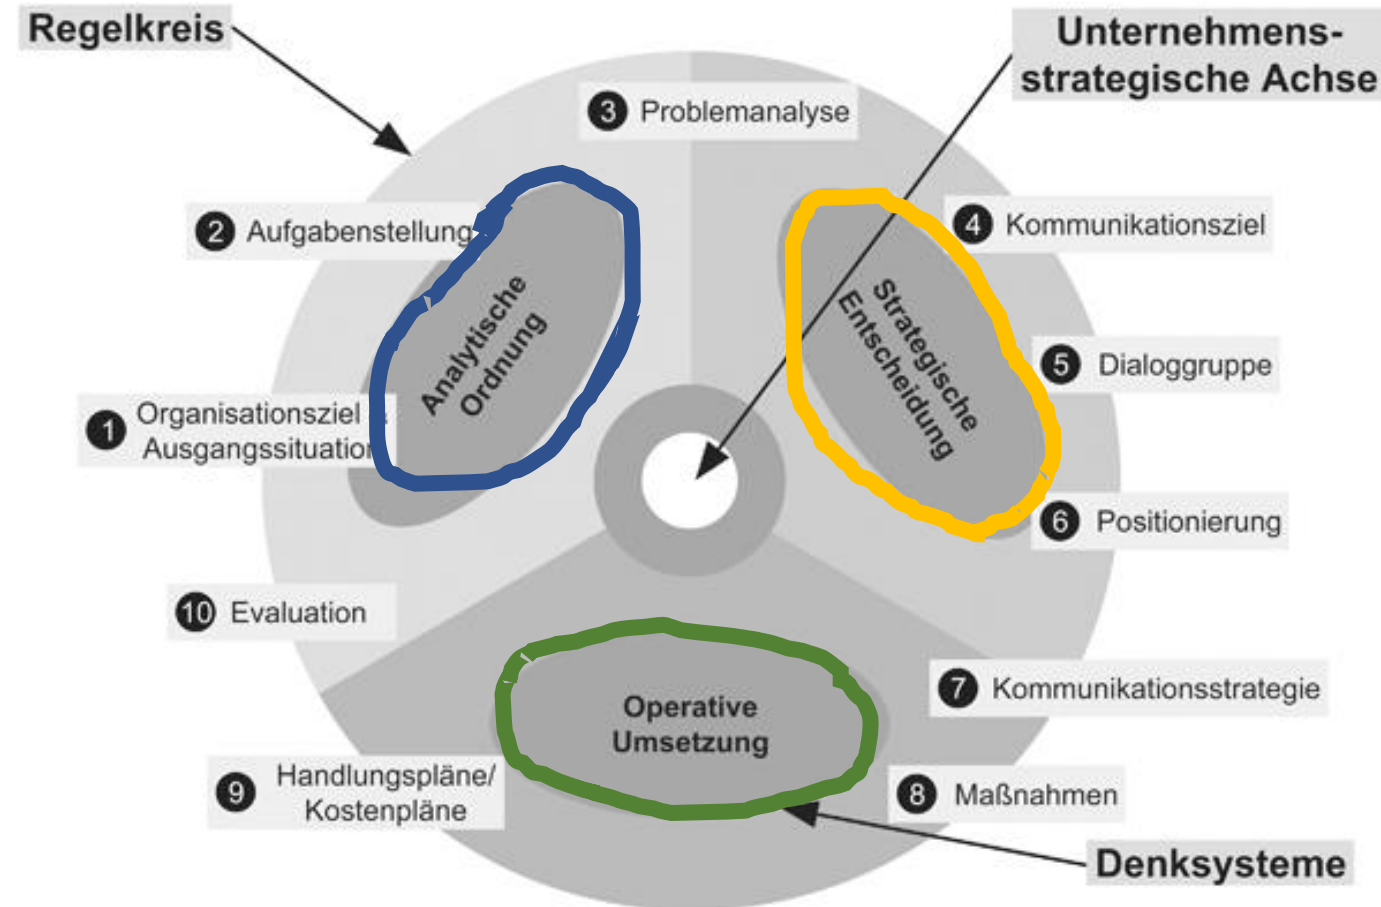 Regelkreis
Unternehmens-
strategische Achse
3 Problemanalyse
2 Aufgabenstellung
4 Kommunikationsziel
Analytische
Ordnung
Strategische
Entscheidung
5 Dialoggruppe
1 Organisationsziel &
Ausgangssituation
6 Positionierung
10 Evaluation
7 Kommunikationsstrategie
Operative
Umsetzung
9 Handlungspläne/
Kostenpläne
8 Maßnahmen
Denksysteme